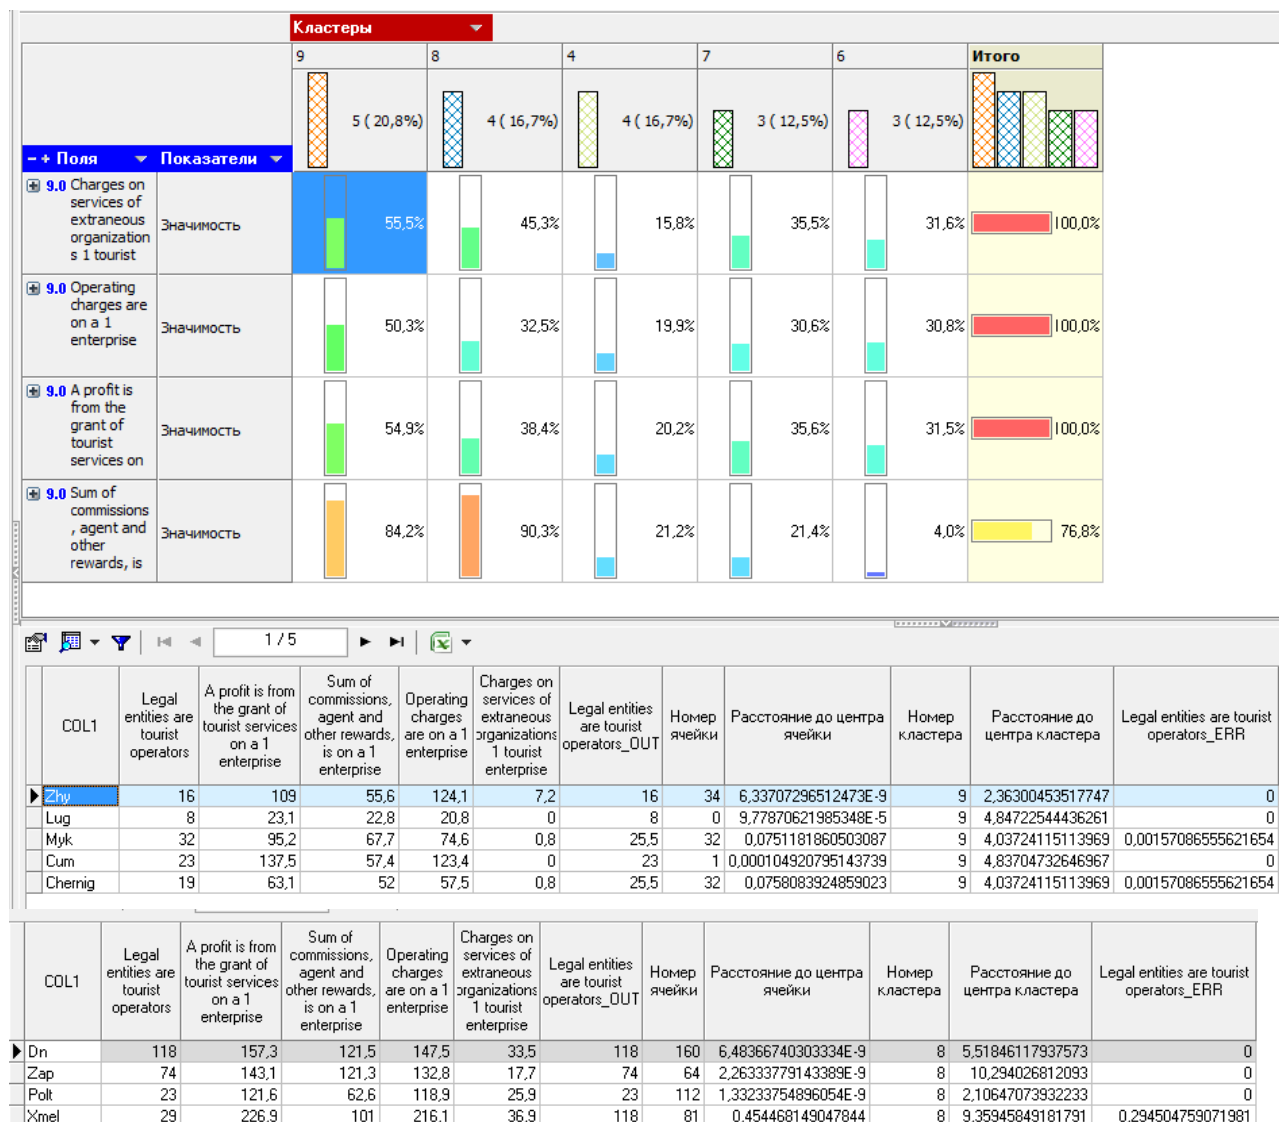 Кластеры
9 8 4 7 6 Итого
5 ( 20,8%) 4 ( 16,7%) 4 ( 16,7%) 3 ( 12,5%) 3 ( 12,5%)
− + Поля Показатели
9.0 Charges on
services of
extraneous
organization
s 1 tourist
Значимость 55,5% 45,3% 15,8% 35,5% 31,6% 100,0%
9.0 Operating
charges are
on a 1
enterprise
Значимость 50,3% 32,5% 19,9% 30,6% 30,8% 100,0%
9.0 A profit is
from the
grant of
tourist
services on
Значимость 54,9% 38,4% 20,2% 35,6% 31,5% 100,0%
9.0 Sum of
commissions
, agent and
other
rewards, is
Значимость 84,2% 90,3% 21,2% 21,4% 4,0% 76,8%
1 / 5
COL1
Legal
entities are
tourist
operators
A profit is from
the grant of
tourist services
on a 1
enterprise
Sum of
commissions,
agent and
other rewards,
is on a 1
enterprise
Operating
charges
are on a 1
enterprise
Charges on
services of
extraneous
organizations
1 tourist
enterprise
Legal entities
are tourist
operators_OUT
Номер
ячейки
Расстояние до центра
ячейки
Номер
кластера
Расстояние до
центра кластера
Legal entities are tourist
operators_ERR
Zhy 16 109 55,6 124,1 7,2 16 34 6,33707296512473E-9 9 2,36300453517747 0
Lug 8 23,1 22,8 20,8 0 8 0 9,77870621985348E-5 9 4,84722544436261 0
Myk 32 95,2 67,7 74,6 0,8 25,5 32 0,0751181860503087 9 4,03724115113969 0,00157086555621654
Cum 23 137,5 57,4 123,4 0 23 1 0,000104920795143739 9 4,83704732646967 0
Chernig 19 63,1 52 57,5 0,8 25,5 32 0,0758083924859023 9 4,03724115113969 0,00157086555621654
COL1
Legal
entities are
tourist
operators
A profit is from
the grant of
tourist services
on a 1
enterprise
Sum of
commissions,
agent and
other rewards,
is on a 1
enterprise
Operating
charges
are on a 1
enterprise
Charges on
services of
extraneous
organizations
1 tourist
enterprise
Legal entities
are tourist
operators_OUT
Номер
ячейки
Расстояние до центра
ячейки
Номер
кластера
Расстояние до
центра кластера
Legal entities are tourist
operators_ERR
Dn 118 157,3 121,5 147,5 33,5 118 160 6,48366740303334E-9 8 5,51846117937573 0
Zap 74 143,1 121,3 132,8 17,7 74 64 2,26333779143389E-9 8 10,294026812093 0
Polt 23 121,6 62,6 118,9 25,9 23 112 1,33233754896054E-9 8 2,10647073932233 0
Xmel 29 226,9 101 216,1 36,9 118 81 0,454468149047844 8 9,35945849181791 0,294504759071981